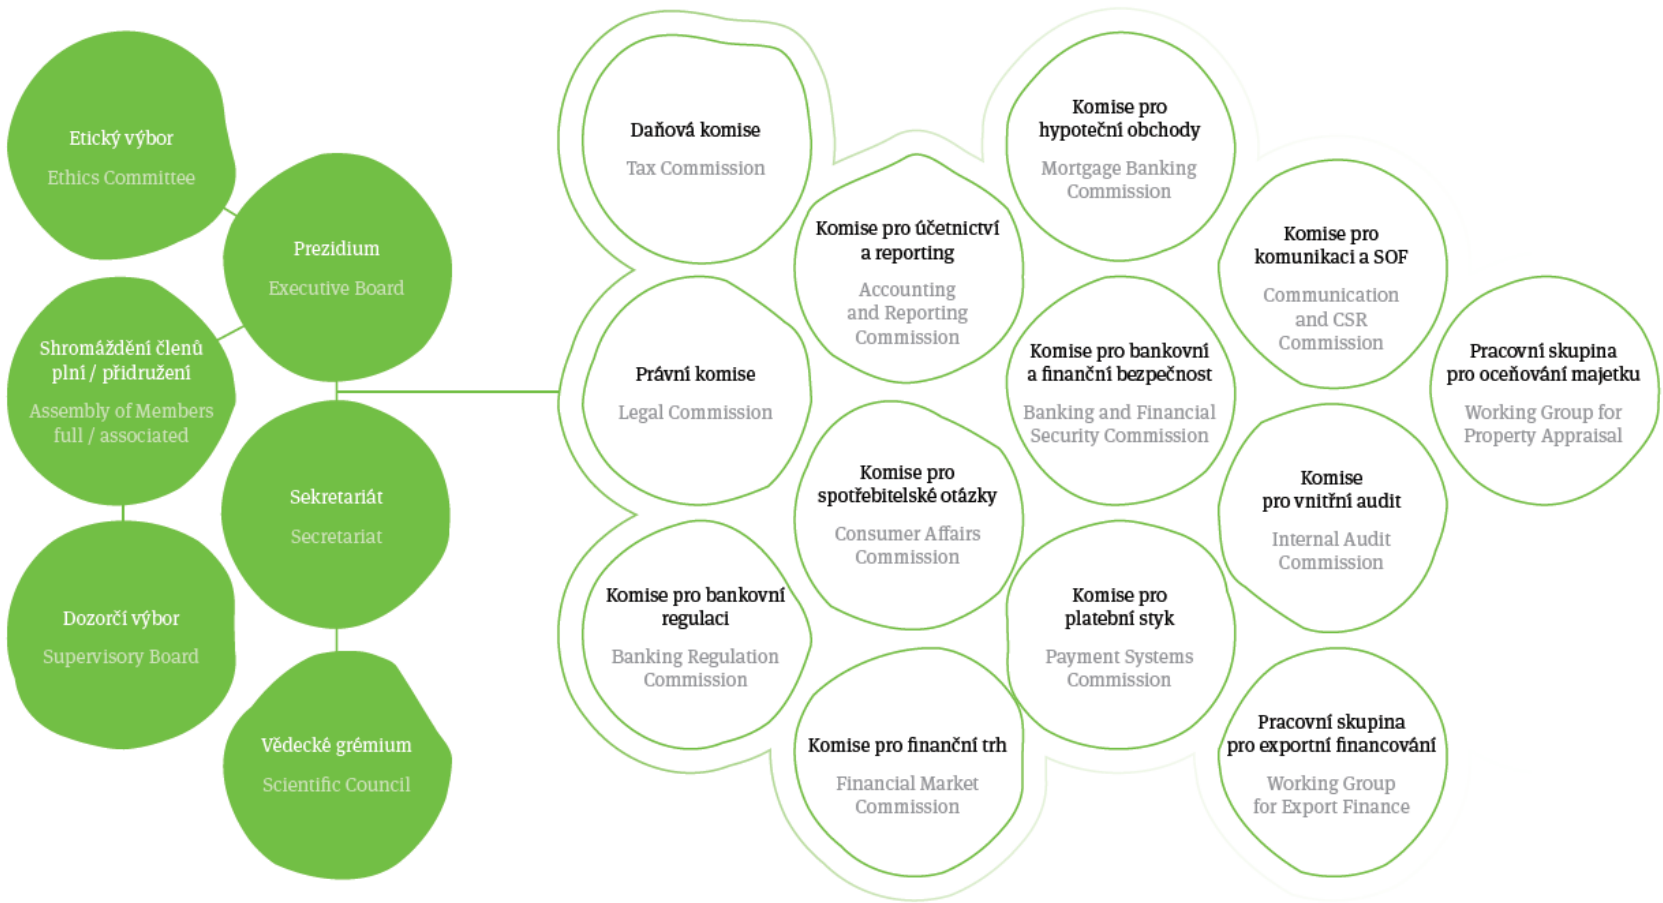 Etický výbor
Ethics Committee
Prezidium
Executive Board
Shromáždění členů
plní / přidružení
Assembly of Members
full / associated
Sekretariát
Secretariat
Dozorčí výbor
Supervisory Board
Vědecké grémium
Scientific Council
Daňová komise
Tax Commission
Právní komise
Legal Commission
Komise pro bankovní
regulaci
Banking Regulation
Commission
Komise pro účetnictví
a reporting
Accounting
and Reporting
Commission
Komise pro
spotřebitelské otázky
Consumer Affairs
Commission
Komise pro finanční trh
Financial Market
Commission
Komise pro
hypoteční obchody
Mortgage Banking
Commission
Komise pro bankovní
a finanční bezpečnost
Banking and Financial
Security Commission
Komise pro
platební styk
Payment Systems
Commission
Komise pro
komunikaci a SOF
Communication
and CSR
Commission
Komise
pro vnitřní audit
Internal Audit
Commission
Pracovní skupina
pro exportní financování
Working Group
for Export Finance
Pracovní skupina
pro oceňování majetku
Working Group for
Property Appraisal